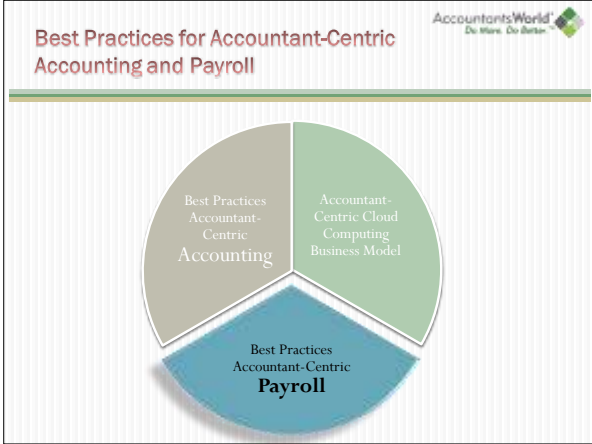 Best Practices for Accountant-Centric
Accounting and Payroll
AccountantsWorld
Do More. Do Better.™
Best Practices
Accountant-
Centric
Accounting
Accountant-
Centric Cloud
Computing
Business Model
Best Practices
Accountant-Centric
Payroll